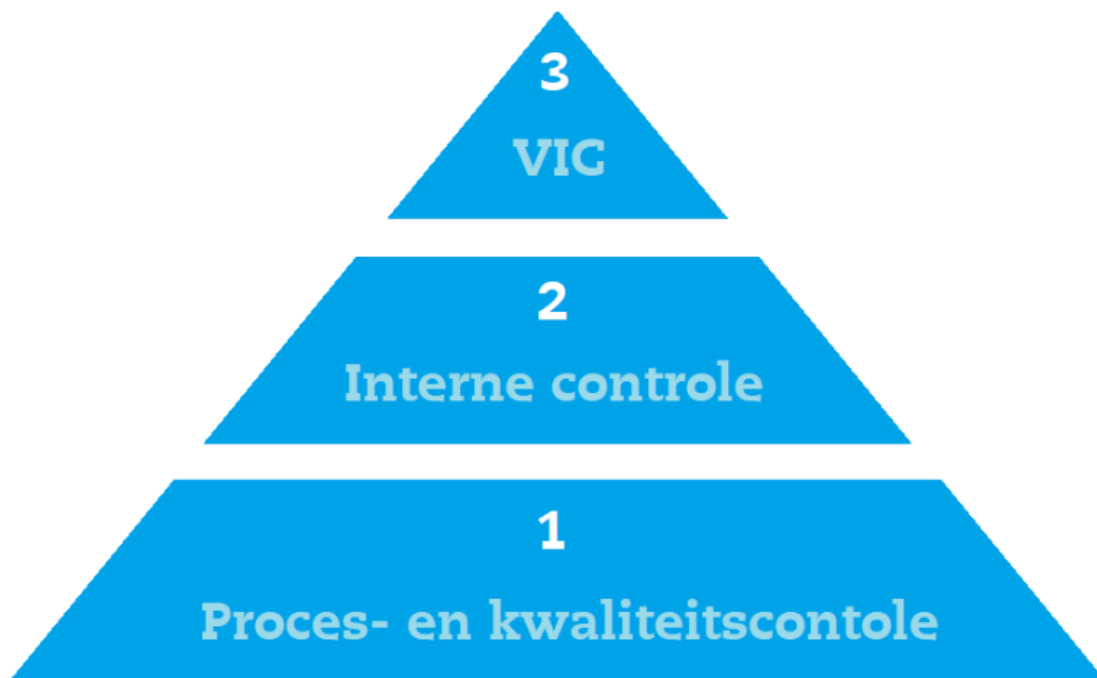 3
VIC
2
Interne controle
1
Proces- en kwaliteitscontole